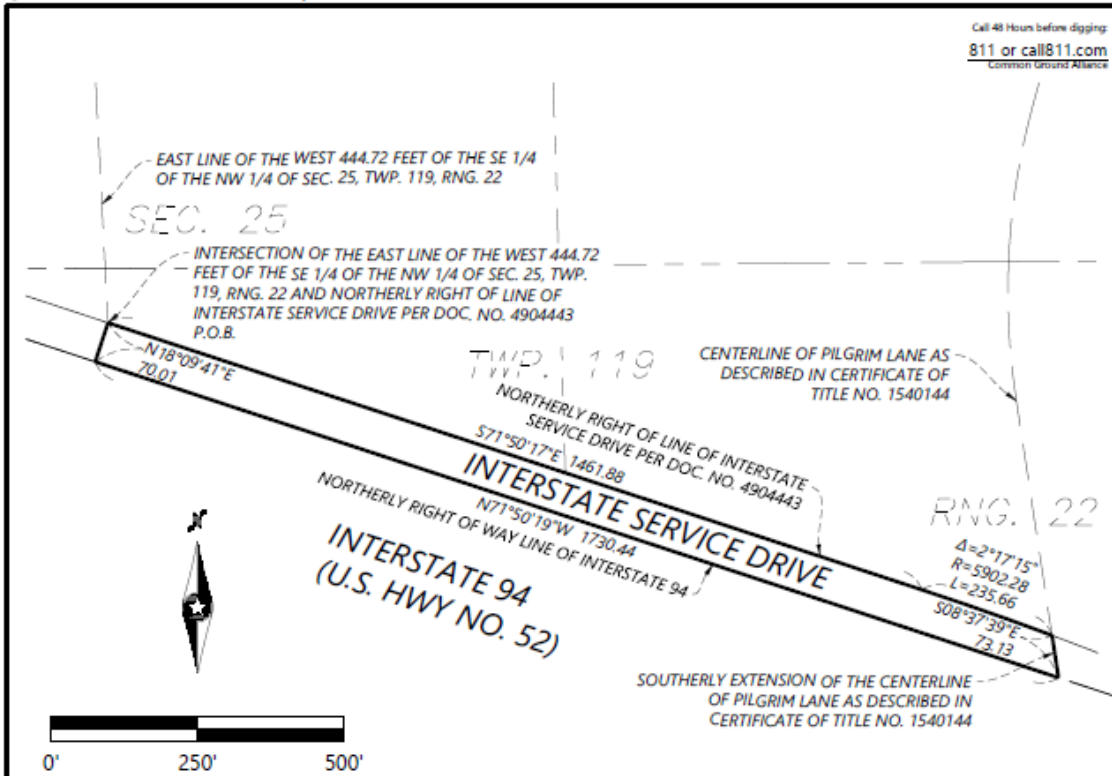 Call 48 Hours before digging:
811 or call811.com
Common Ground Alliance
EAST LINE OF THE WEST 444.72 FEET OF THE SE 1/4
OF THE NW 1/4 OF SEC. 25, TWP. 119, RNG. 22
SEC. 25
INTERSECTION OF THE EAST LINE OF THE WEST 444.72
FEET OF THE SE 1/4 OF THE NW 1/4 OF SEC. 25, TWP.
119, RNG. 22 AND NORTHERLY RIGHT OF LINE OF
INTERSTATE SERVICE DRIVE PER DOC. NO. 4904443
P.O.B.
N18°09'41"E
70.01
TWP. 119
CENTERLINE OF PILGRIM LANE AS
DESCRIBED IN CERTIFICATE OF
TITLE NO. 1540144
NORTHERLY RIGHT OF LINE OF INTERSTATE
SERVICE DRIVE PER DOC. NO. 4904443
S71°50'17"E 1461.88
INTERSTATE SERVICE DRIVE
N71°50'19"W 1730.44
NORTHERLY RIGHT OF WAY LINE OF INTERSTATE 94
INTERSTATE 94
(U.S. HWY NO. 52)
RNG. 22
Δ=2°17'15"
R=5902.28
L=235.66
S08°37'39"E
73.13
SOUTHERLY EXTENSION OF THE CENTERLINE
OF PILGRIM LANE AS DESCRIBED IN
CERTIFICATE OF TITLE NO. 1540144
N
0' 250' 500'